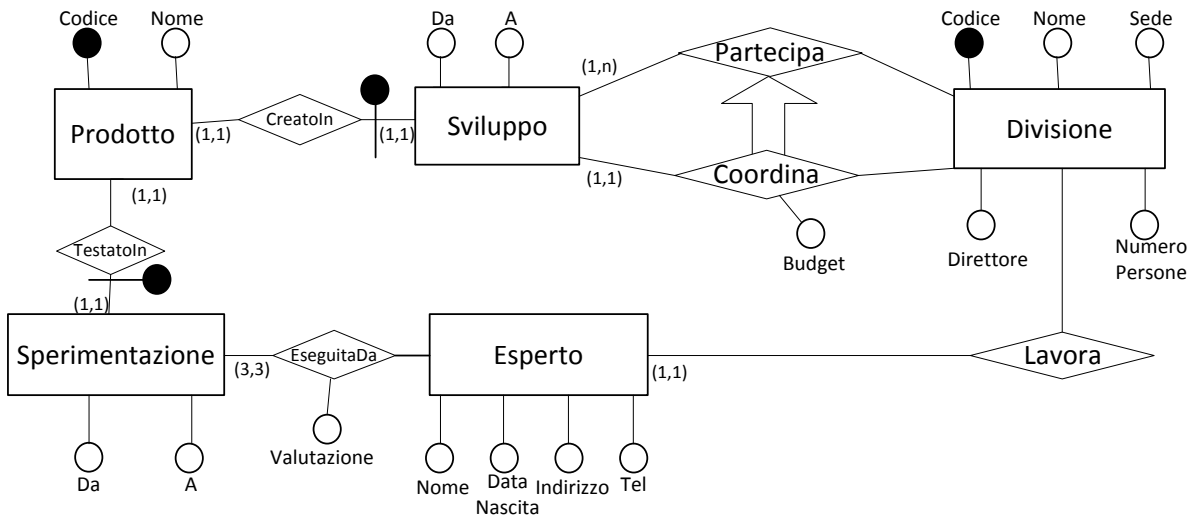 Codice
Nome
Da
A
Codice
Nome
Sede
Partecipa
(1,n)
Prodotto
(1,1)
CreatoIn
(1,1)
Sviluppo
Divisione
(1,1)
Coordina
(1,1)
TestatoIn
Budget
Direttore
Numero
Persone
(1,1)
Sperimentazione
(3,3)
EseguitaDa
Esperto
(1,1)
Lavora
Valutazione
Da
A
Nome
Data
Nascita
Indirizzo
Tel